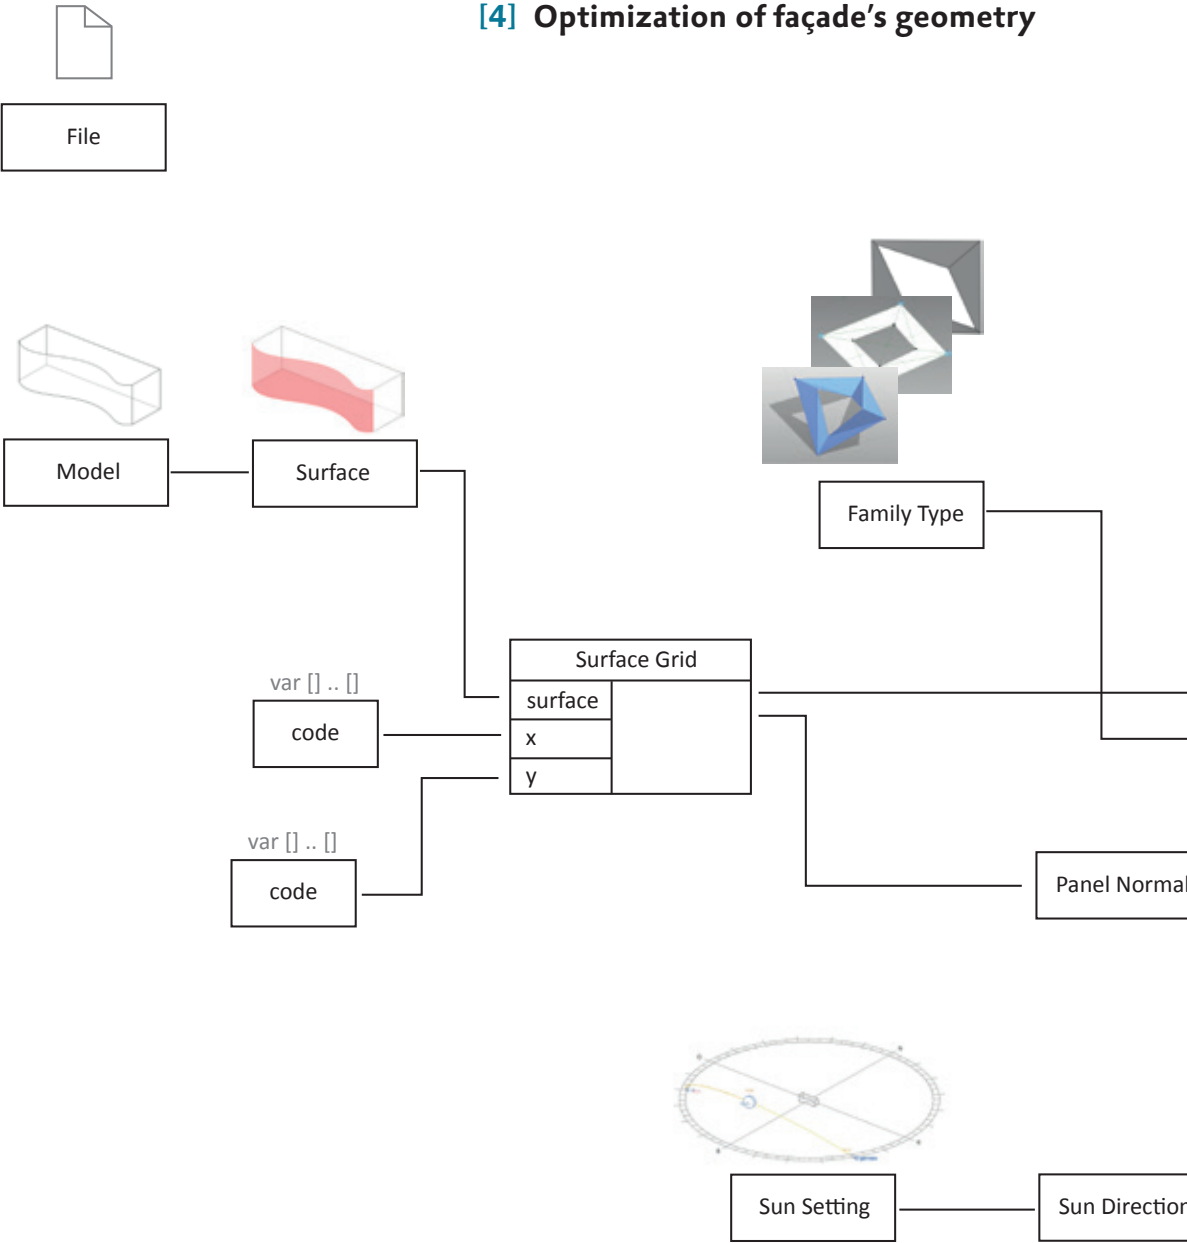 [4] Optimization of façade's geometry
File
Model
Surface
Family Type
Surface Grid
surface
x
y
var [] .. []
code
var [] .. []
code
Panel Normal
Sun Setting
Sun Direction